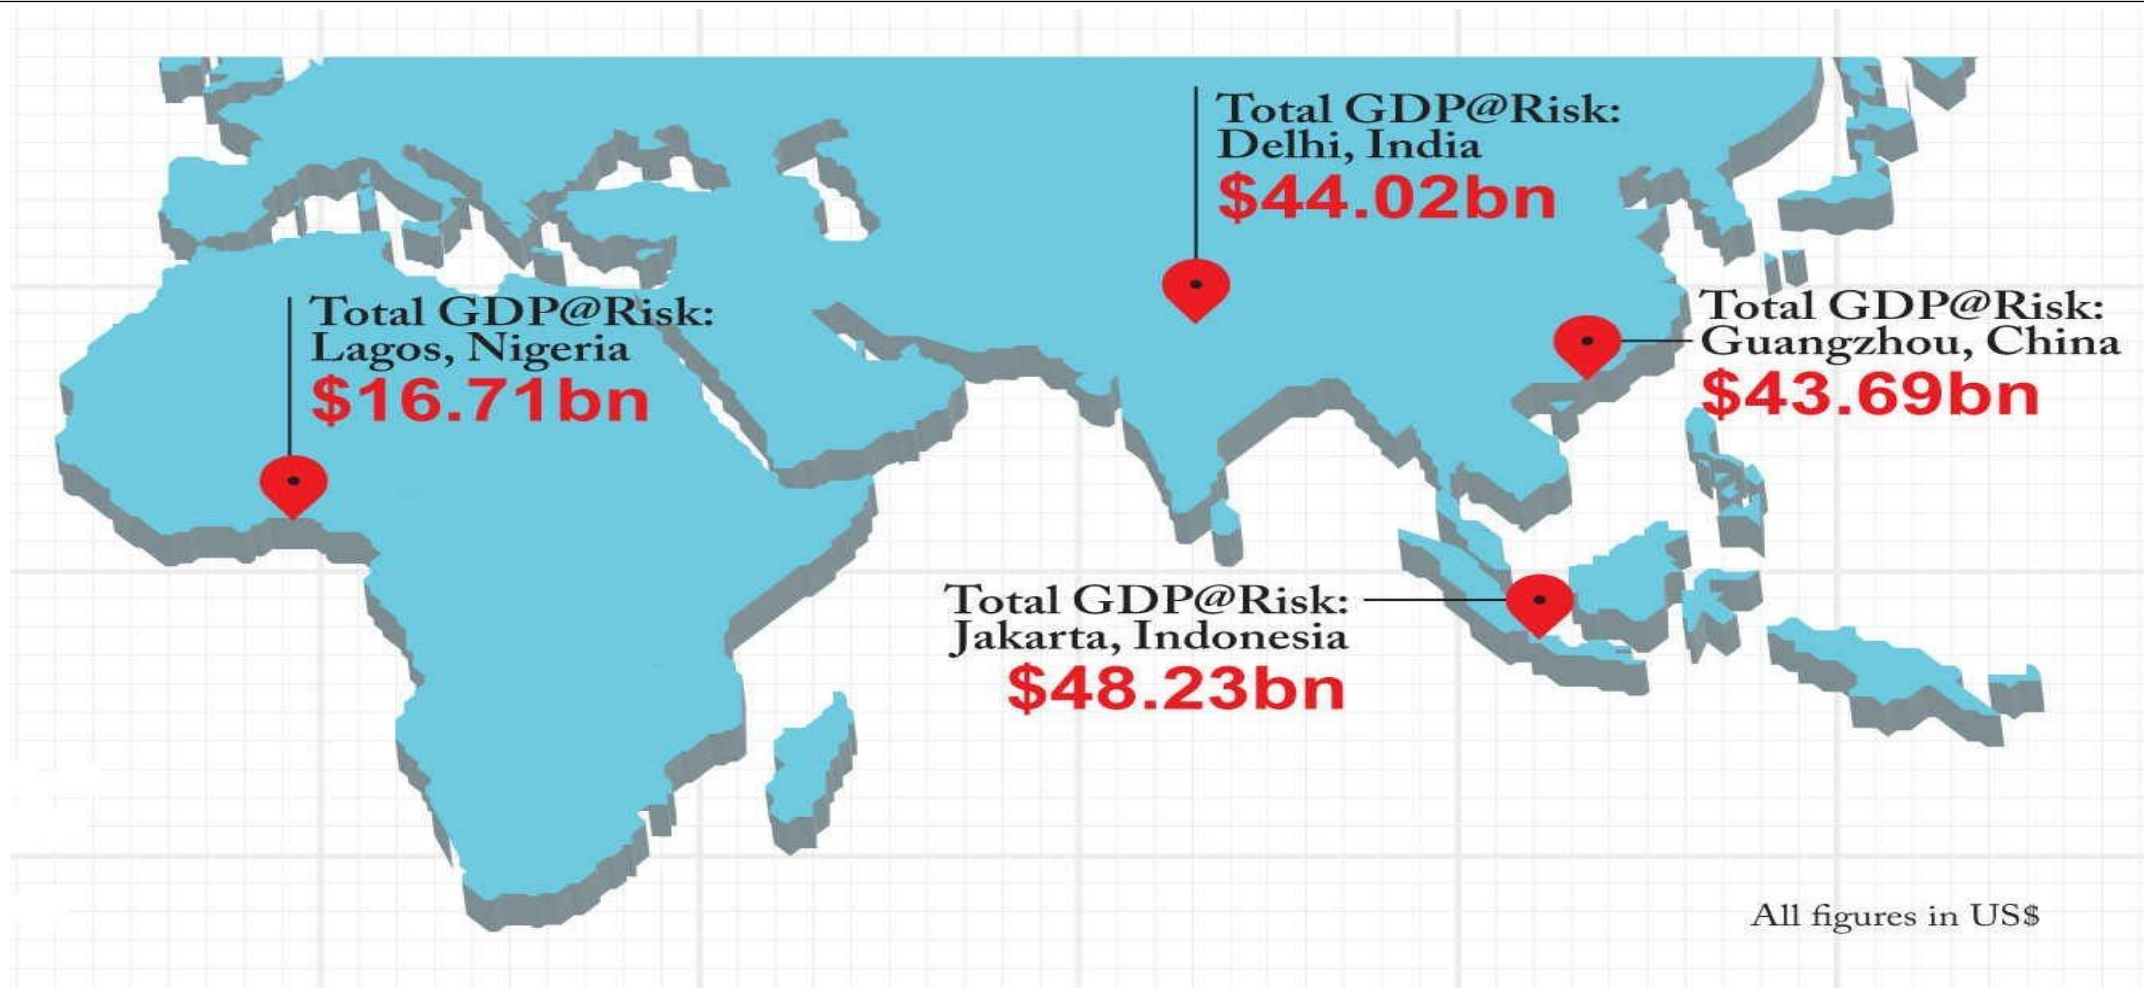 Total GDP@Risk:
Delhi, India
$44.02bn
Total GDP@Risk:
Lagos, Nigeria
$16.71bn
Total GDP@Risk:
Guangzhou, China
$43.69bn
Total GDP@Risk:
Jakarta, Indonesia
$48.23bn
All figures in US$